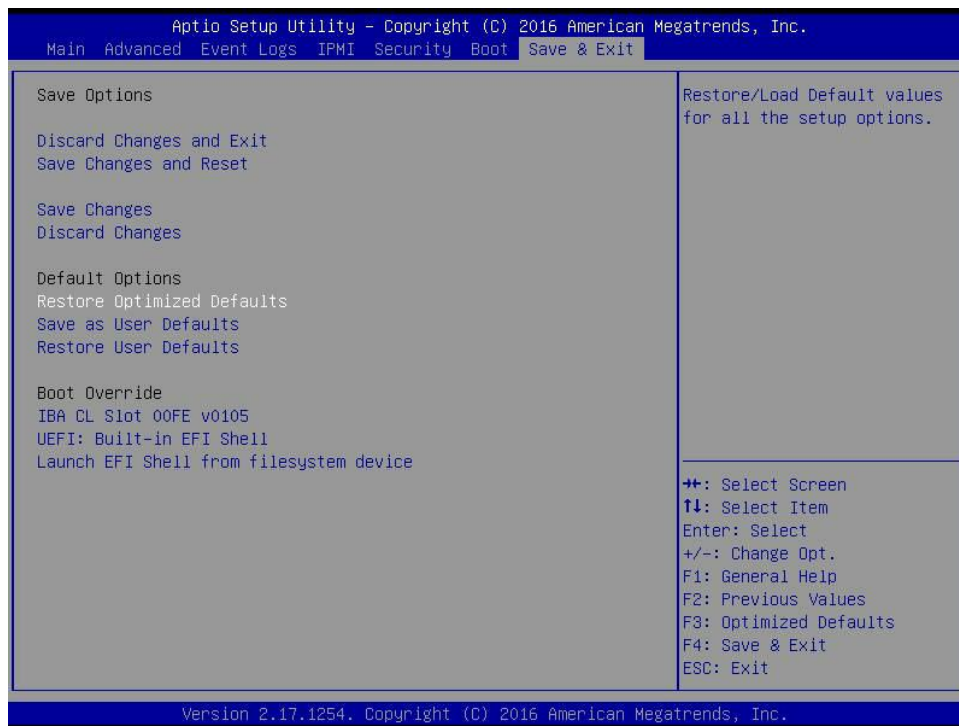 Aptio Setup Utility – Copyright (C) 2016 American Megatrends, Inc.
Main Advanced Event Logs IPMI Security Boot Save & Exit
Save Options
Discard Changes and Exit
Save Changes and Reset
Save Changes
Discard Changes
Default Options
Restore Optimized Defaults
Save as User Defaults
Restore User Defaults
Boot Override
IBA CL Slot 00FE v0105
UEFI: Built-in EFI Shell
Launch EFI Shell from filesystem device
Restore/Load Default values
for all the setup options.
→←: Select Screen
↑↓: Select Item
Enter: Select
+/-: Change Opt.
F1: General Help
F2: Previous Values
F3: Optimized Defaults
F4: Save & Exit
ESC: Exit
Version 2.17.1254. Copyright (C) 2016 American Megatrends, Inc.